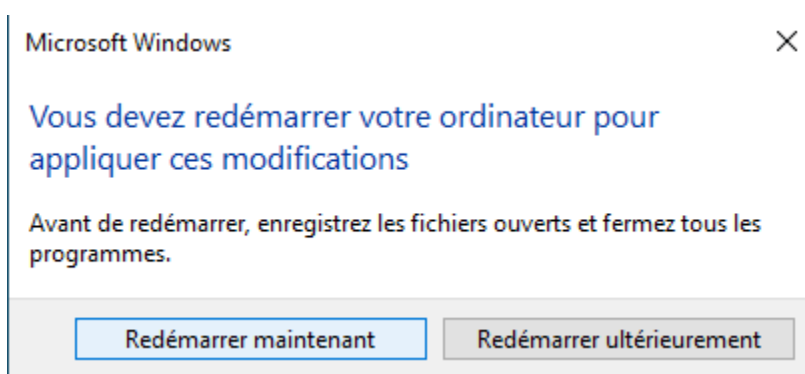 Microsoft Windows
Vous devez redémarrer votre ordinateur pour
appliquer ces modifications
Avant de redémarrer, enregistrez les fichiers ouverts et fermez tous les
programmes.
Redémarrer maintenant
Redémarrer ultérieurement